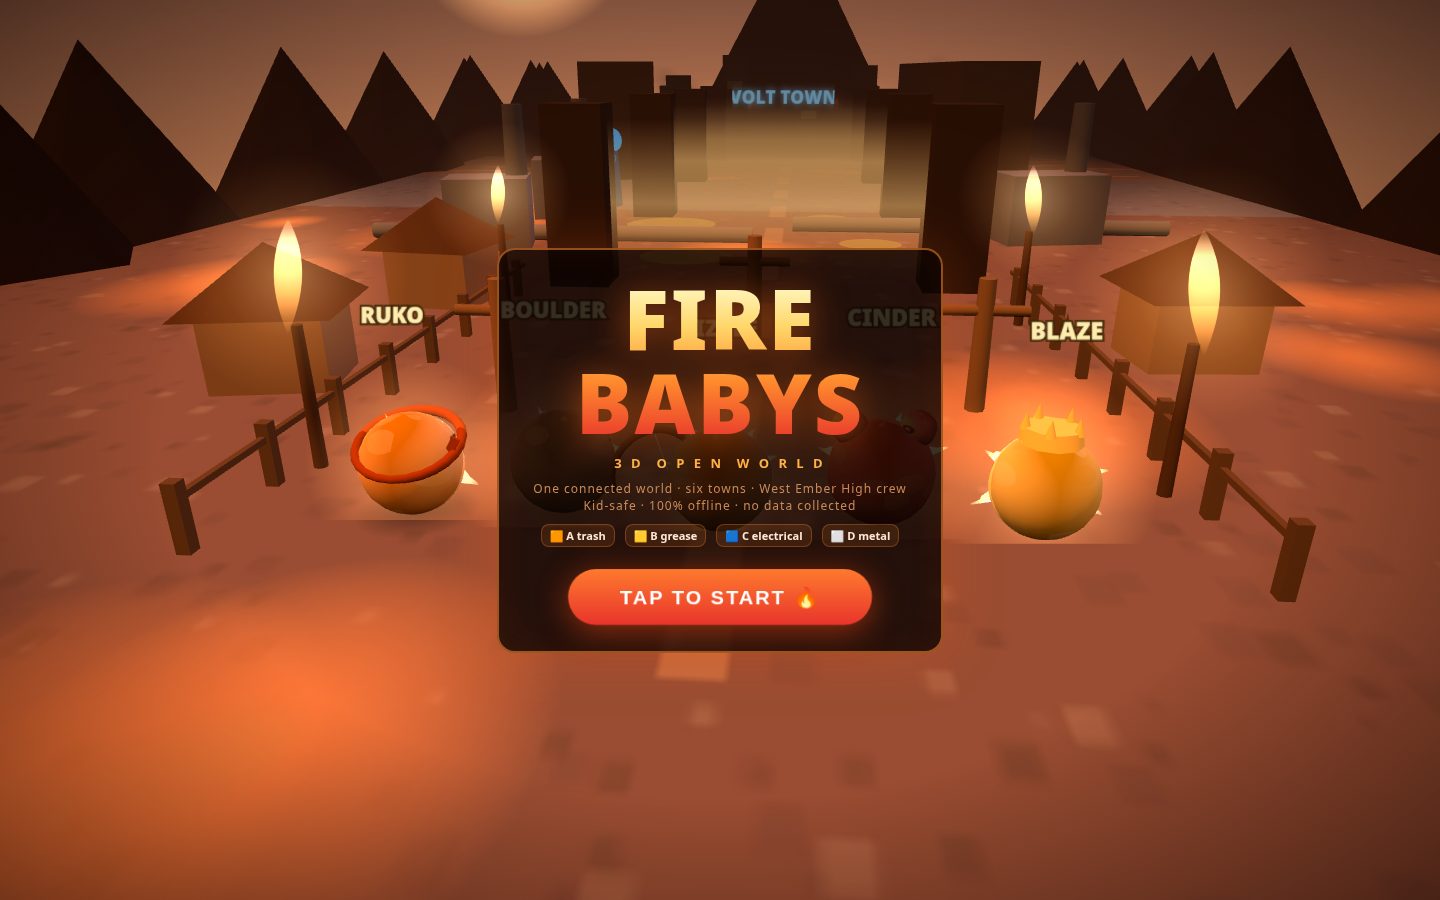 VOLT TOWN
RUKO
BOULDER
CINDER
BLAZE
FIRE
BABYS
3D OPEN WORLD
One connected world · six towns · West Ember High crew
Kid-safe · 100% offline · no data collected
🟧 A trash
🟨 B grease
🟦 C electrical
⬜ D metal
TAP TO START 🔥